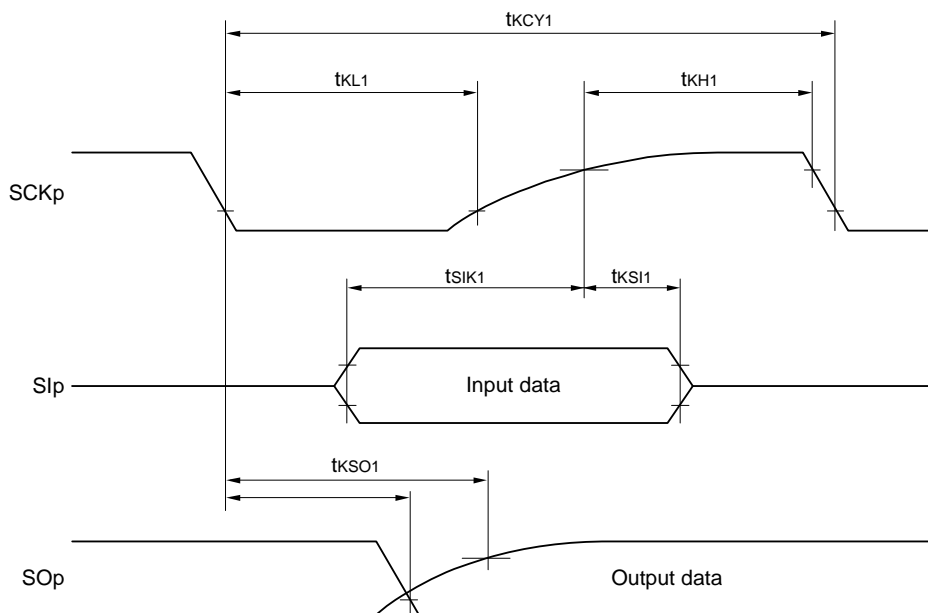 tKCY1
tKL1
tKH1
SCKp
tSIK1
tKSI1
SIp
Input data
tKSO1
SOp
Output data